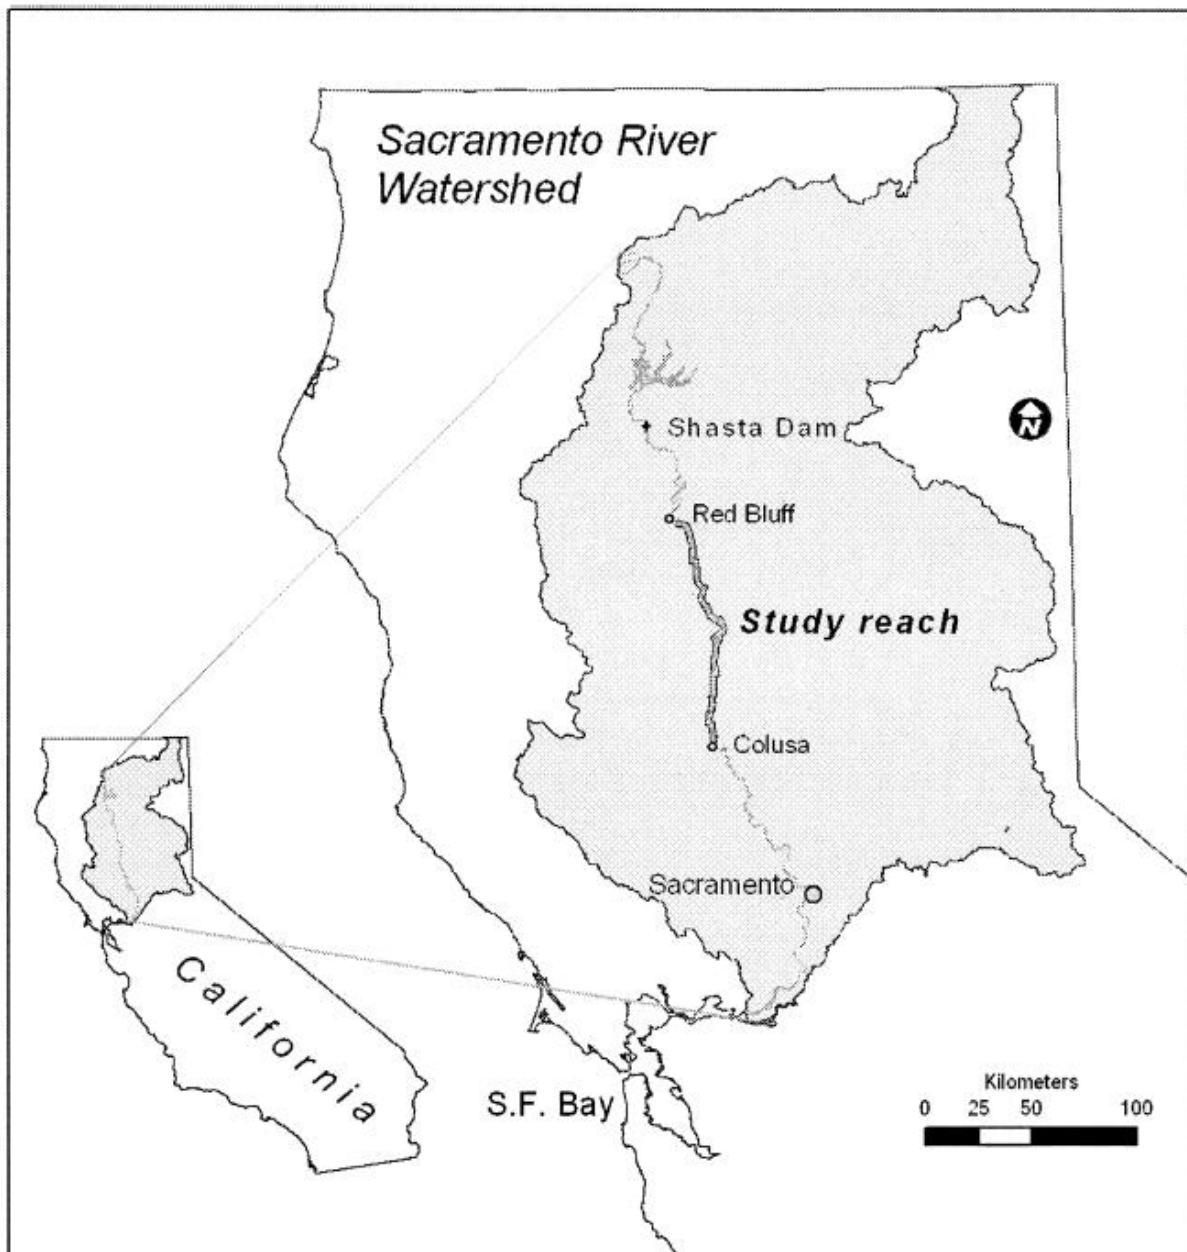 Sacramento River
Watershed
Shasta Dam
N
Red Bluff
Study reach
Colusa
Sacramento
California
S.F. Bay
Kilometers
0 25 50 100